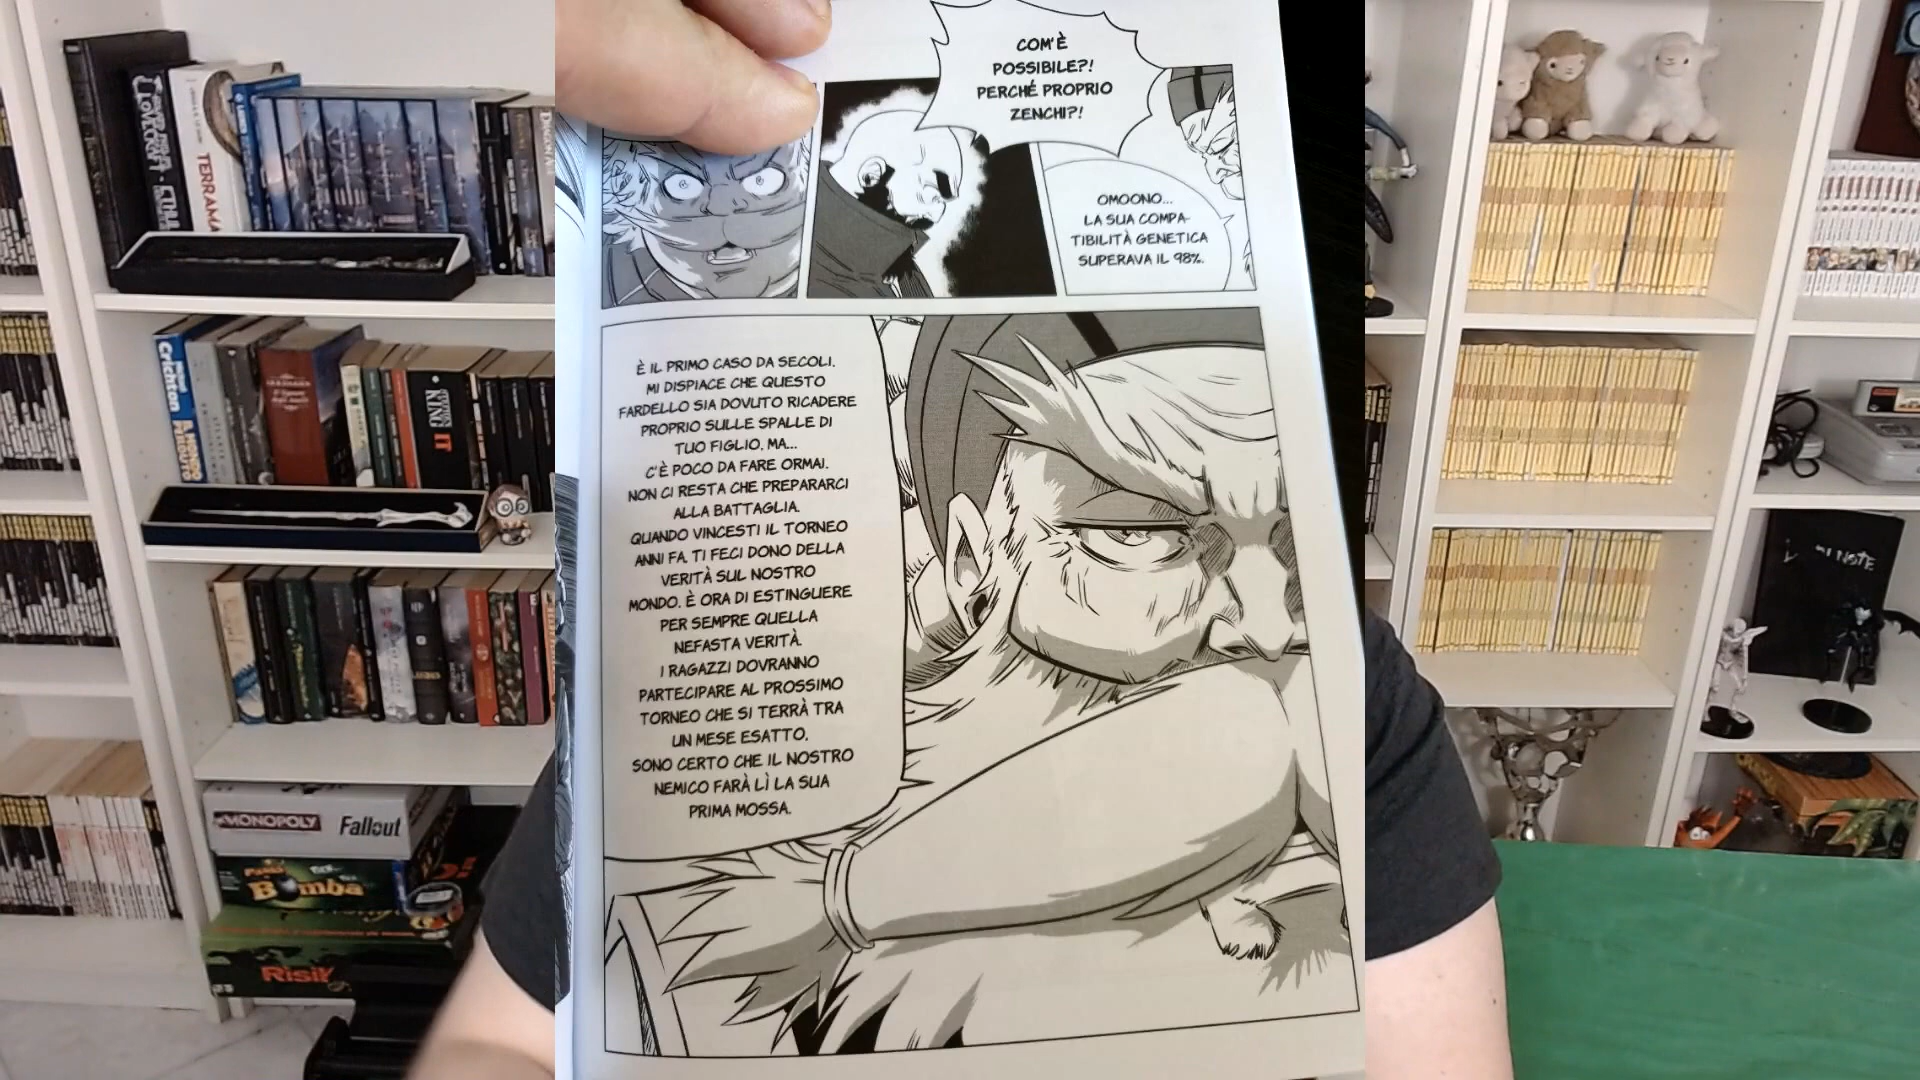 COM'È
POSSIBILE?!
PERCHÉ PROPRIO
ZENCHI?!
OMOONO...
LA SUA COMPA-
TIBILITÀ GENETICA
SUPERAVA IL 98%.
È IL PRIMO CASO DA SECOLI.
MI DISPIACE CHE QUESTO
FARDELLO SIA DOVUTO RICADERE
PROPRIO SULLE SPALLE DI
TUO FIGLIO. MA...
C'È POCO DA FARE ORMAI.
NON CI RESTA CHE PREPARARCI
ALLA BATTAGLIA.
QUANDO VINCESTI IL TORNEO
ANNI FA, TI FECI DONO DELLA
VERITÀ SUL NOSTRO
MONDO. È ORA DI ESTINGUERE
PER SEMPRE QUELLA
NEFASTA VERITÀ.
I RAGAZZI DOVRANNO
PARTECIPARE AL PROSSIMO
TORNEO CHE SI TERRÀ TRA
UN MESE ESATTO.
SONO CERTO CHE IL NOSTRO
NEMICO FARÀ LÌ LA SUA
PRIMA MOSSA.
TERRAMA
Crichton
KING
IT
MONOPOLY
Fallout
Bomba
Risik